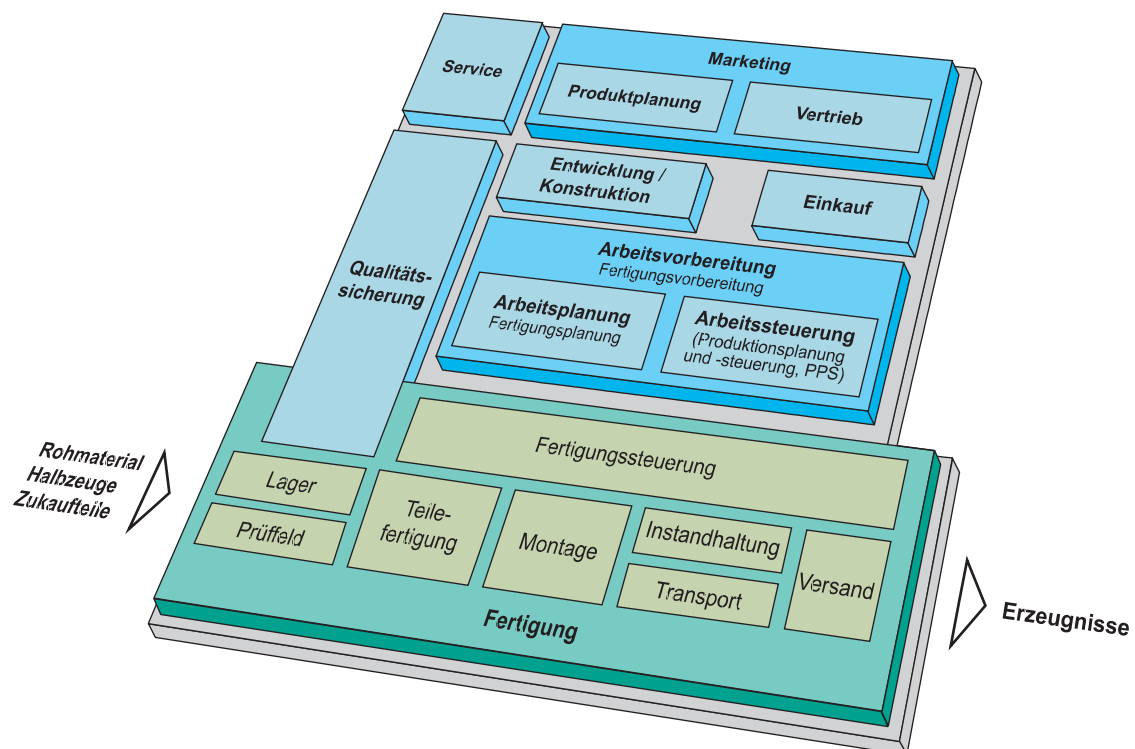 Service
Marketing
Produktplanung
Vertrieb
Entwicklung /
Konstruktion
Einkauf
Qualitäts-
sicherung
Arbeitsvorbereitung
Fertigungsvorbereitung
Arbeitsplanung
Fertigungsplanung
Arbeitssteuerung
(Produktionsplanung
und -steuerung, PPS)
Rohmaterial
Halbzeuge
Zukaufteile
Fertigungssteuerung
Lager
Prüffeld
Teile-
fertigung
Montage
Instandhaltung
Transport
Versand
Fertigung
Erzeugnisse